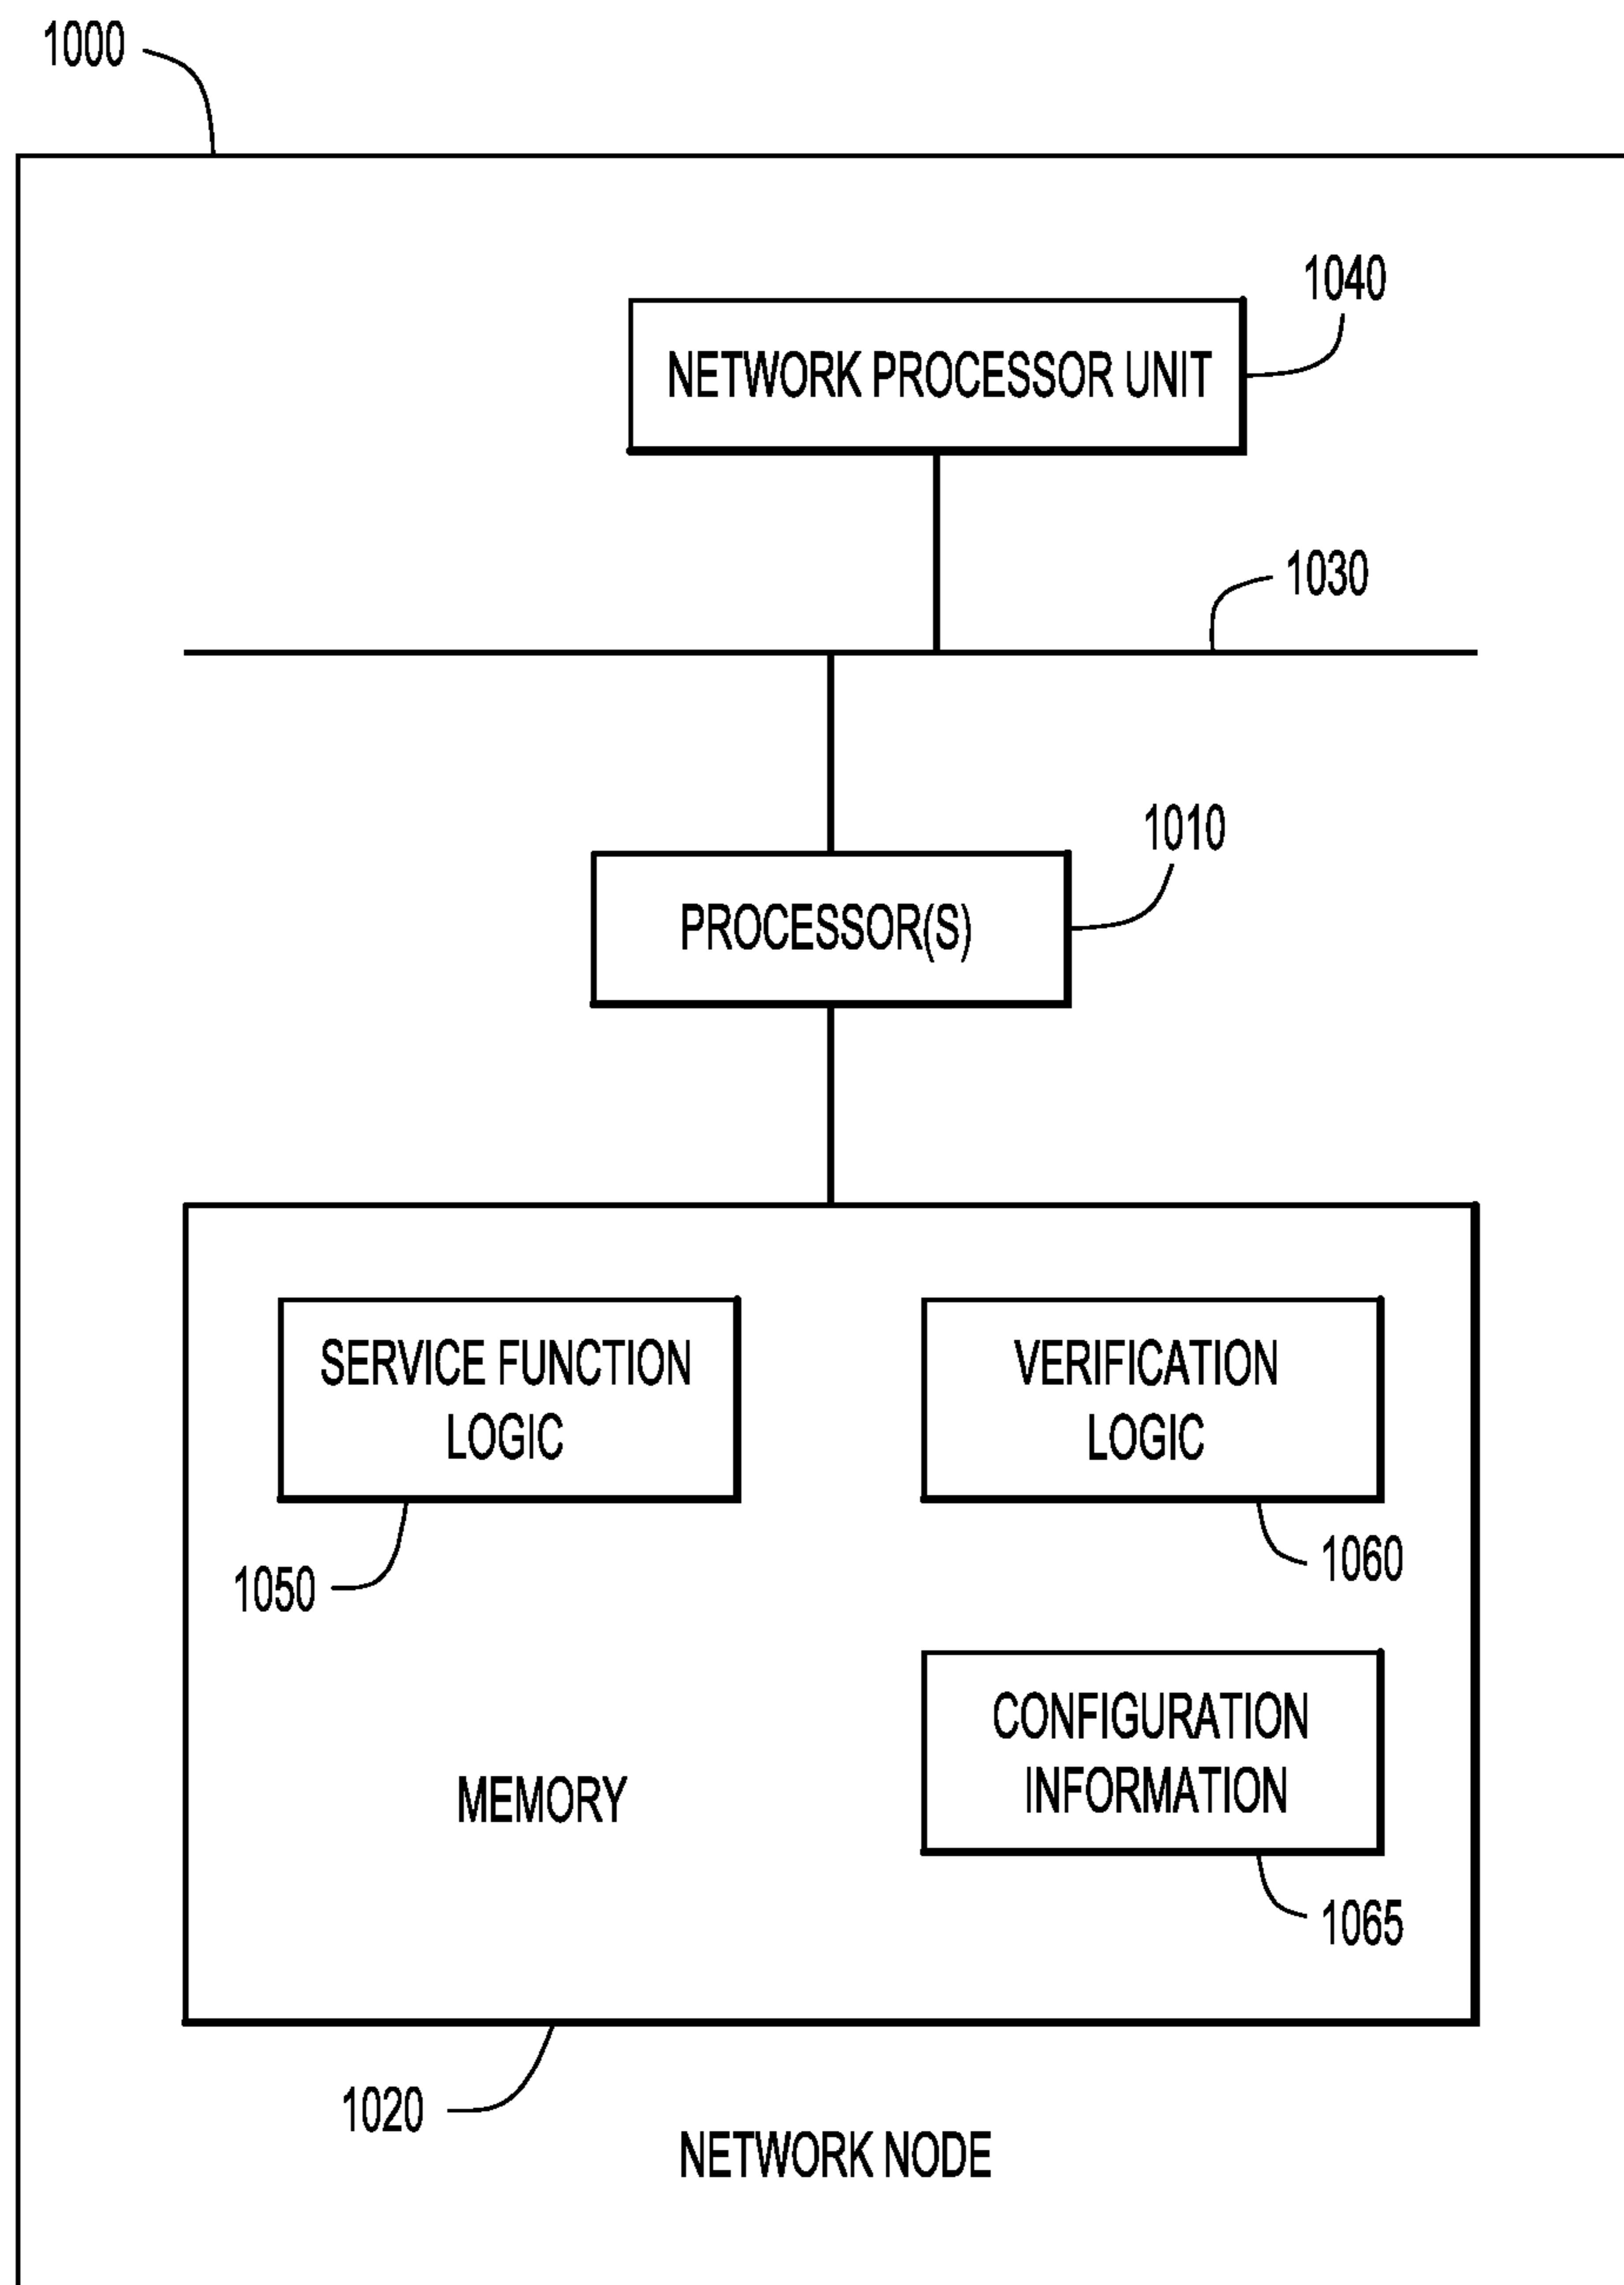 1000
1040
NETWORK PROCESSOR UNIT
1030
1010
PROCESSOR(S)
SERVICE FUNCTION
LOGIC
VERIFICATION
LOGIC
1050
1060
CONFIGURATION
INFORMATION
MEMORY
1065
1020
NETWORK NODE